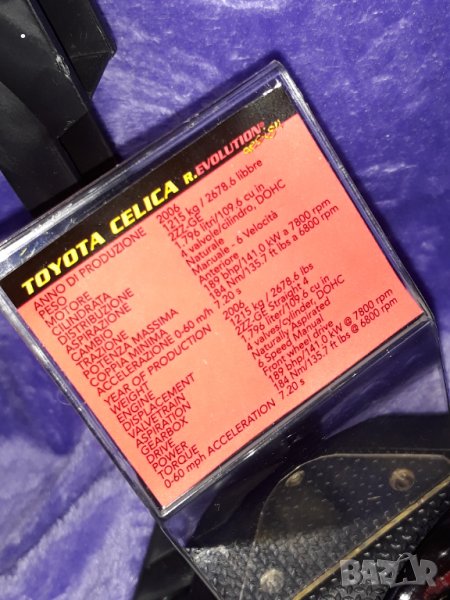 TOYOTA CELICA R.EVOLUTION
ANNO DI PRODUZIONE 2006
PESO 1215 kg / 2678.6 libbre
MOTORE 2ZZ-GE
CILINDRATA 1,796 litri/109.6 cu in
DISTRIBUZIONE 4 valvole/cilindro, DOHC
ASPIRAZIONE Naturale
CAMBIO Manuale - 6 Velocità
TRAZIONE Anteriore
POTENZA MASSIMA 189 bhp/141.0 kW a 7800 rpm
COPPIA MINIMA 184 Nm/135.7 ft lbs a 6800 rpm
ACCELERAZIONE 0-60 m/h 7.20 s
YEAR OF PRODUCTION 2006
WEIGHT 1215 kg / 2678.6 lbs
ENGINE 2ZZ-GE Straight 4
DISPLACEMENT 1,796 liter/109.6 cu in
VALVETRAIN 4 valves/cylinder, DOHC
ASPIRATION Naturally Aspirated
GEARBOX 6 Speed Manual
DRIVE Front wheel drive
POWER 189 bhp/141.0 kW @ 7800 rpm
TORQUE 184 Nm/135.7 ft lbs @ 6800 rpm
0-60 mph ACCELERATION 7.20 s
BAZAR